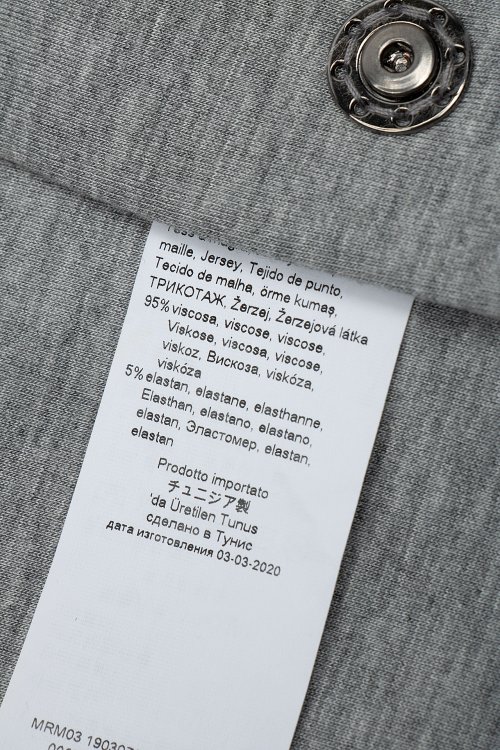 maille, Jersey, Tejido de punto,
Tecido de malha, örme kumaş,
ТРИКОТАЖ, Žerzej, Žerzejová látka
95% viscosa, viscose, viscose,
Viskose, viscosa, viscose,
viskoz, Вискоза, viskóza,
viskóza
5% elastan, elastane, elasthanne,
Elasthan, elastano, elastano,
elastan, Эластомер, elastan,
elastan
Prodotto importato
チュニジア製
'da Üretilen Tunus
сделано в Тунис
дата изготовления 03-03-2020
MRM03 190307